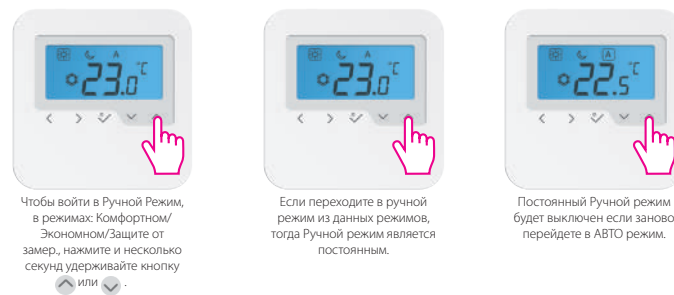 23.0 °C
23.0 °C
22.5 °C
A
A
A
Чтобы войти в Ручной Режим,
в режимах: Комфортном/
Экономном/Защите от
замер., нажмите и несколько
секунд удерживайте кнопку
или .
Если переходите в ручной
режим из данных режимов,
тогда Ручной режим является
постоянным.
Постоянный Ручной режим
будет выключен если заново
перейдете в АВТО режим.